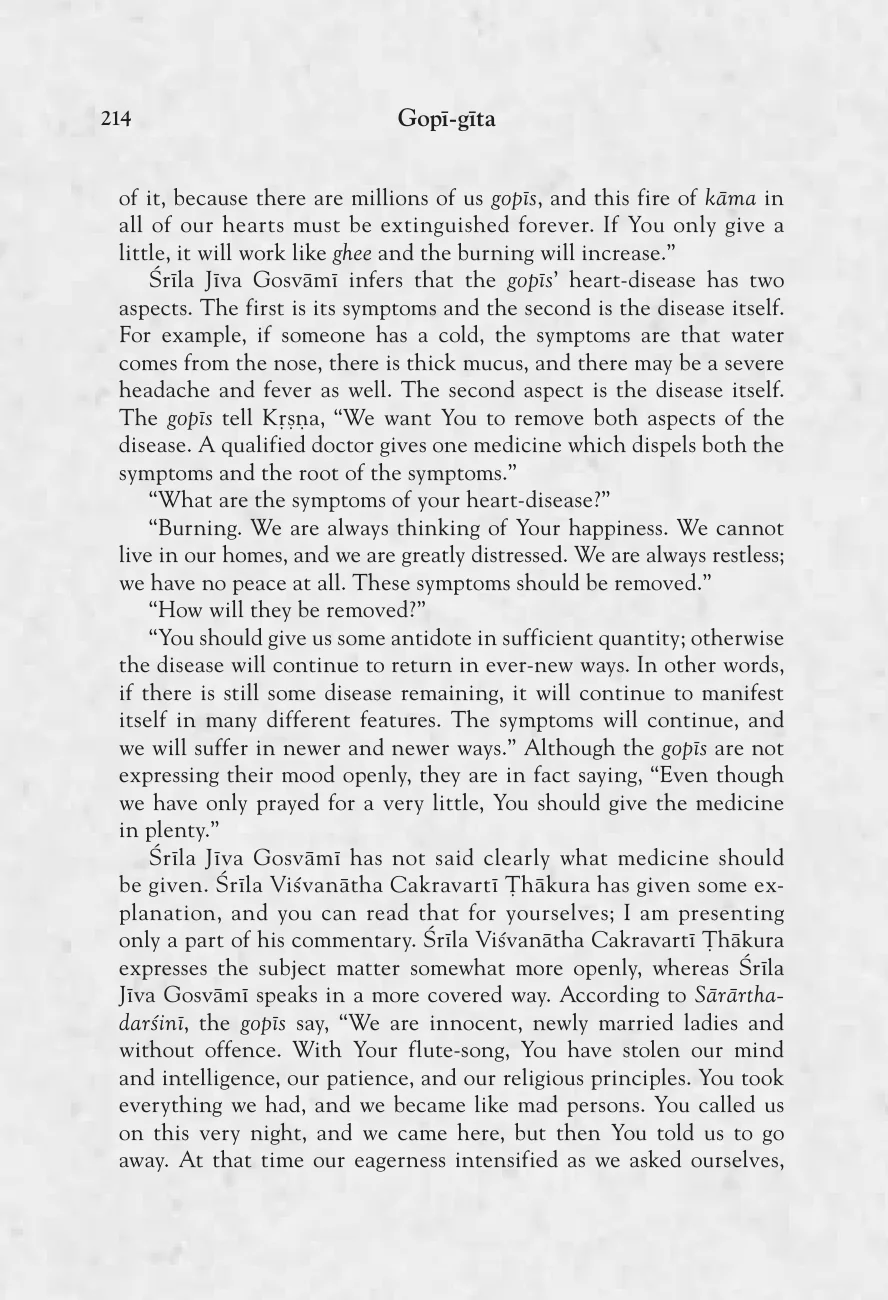 214
Gopī-gīta
of it, because there are millions of us gopīs, and this fire of kāma in
all of our hearts must be extinguished forever. If You only give a
little, it will work like ghee and the burning will increase.”
Śrīla Jīva Gosvāmī infers that the gopīs’ heart-disease has two
aspects. The first is its symptoms and the second is the disease itself.
For example, if someone has a cold, the symptoms are that water
comes from the nose, there is thick mucus, and there may be a severe
headache and fever as well. The second aspect is the disease itself.
The gopīs tell Kṛṣṇa, “We want You to remove both aspects of the
disease. A qualified doctor gives one medicine which dispels both the
symptoms and the root of the symptoms.”
“What are the symptoms of your heart-disease?”
“Burning. We are always thinking of Your happiness. We cannot
live in our homes, and we are greatly distressed. We are always restless;
we have no peace at all. These symptoms should be removed.”
“How will they be removed?”
“You should give us some antidote in sufficient quantity; otherwise
the disease will continue to return in ever-new ways. In other words,
if there is still some disease remaining, it will continue to manifest
itself in many different features. The symptoms will continue, and
we will suffer in newer and newer ways.” Although the gopīs are not
expressing their mood openly, they are in fact saying, “Even though
we have only prayed for a very little, You should give the medicine
in plenty.”
Śrīla Jīva Gosvāmī has not said clearly what medicine should
be given. Śrīla Viśvanātha Cakravartī Ṭhākura has given some ex-
planation, and you can read that for yourselves; I am presenting
only a part of his commentary. Śrīla Viśvanātha Cakravartī Ṭhākura
expresses the subject matter somewhat more openly, whereas Śrīla
Jīva Gosvāmī speaks in a more covered way. According to Sārārtha-
darśinī, the gopīs say, “We are innocent, newly married ladies and
without offence. With Your flute-song, You have stolen our mind
and intelligence, our patience, and our religious principles. You took
everything we had, and we became like mad persons. You called us
on this very night, and we came here, but then You told us to go
away. At that time our eagerness intensified as we asked ourselves,